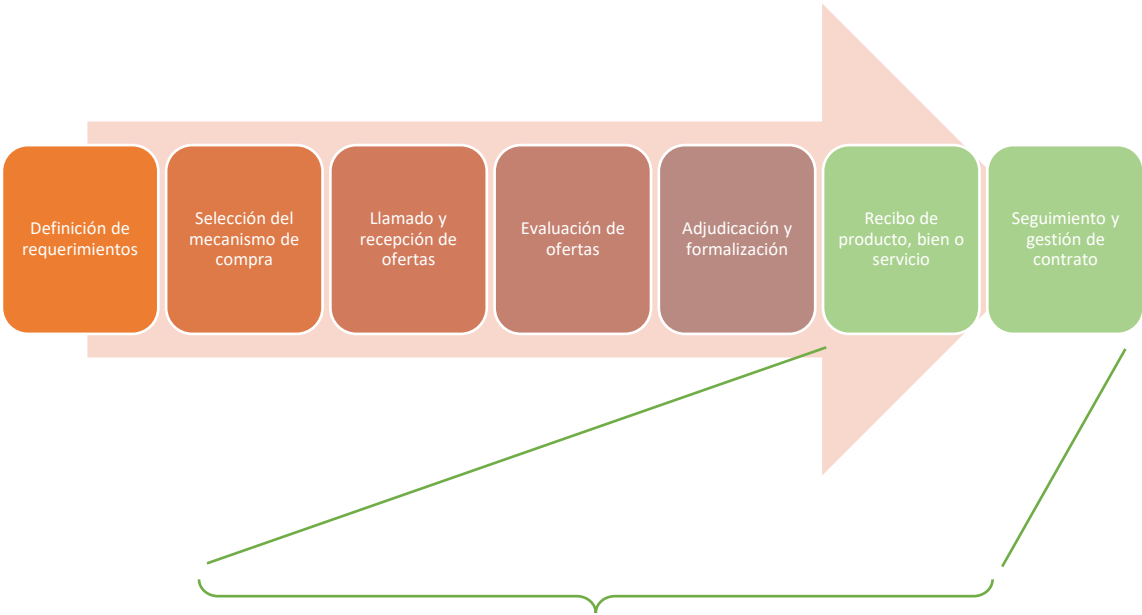 Definición de
requerimientos
Selección del
mecanismo de
compra
Llamado y
recepción de
ofertas
Evaluación de
ofertas
Adjudicación y
formalización
Recibo de
producto, bien o
servicio
Seguimiento y
gestión de
contrato